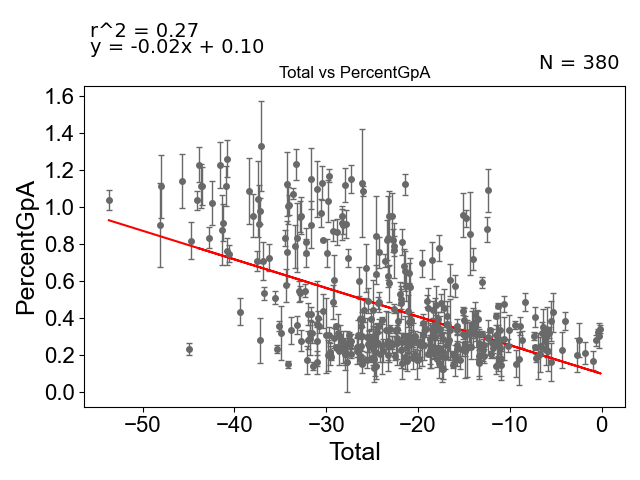 r^2 = 0.27
y = -0.02x + 0.10
N = 380
Total vs PercentGpA
PercentGpA
1.6
1.4
1.2
1.0
0.8
0.6
0.4
0.2
0.0
−50 −40 −30 −20 −10 0
Total